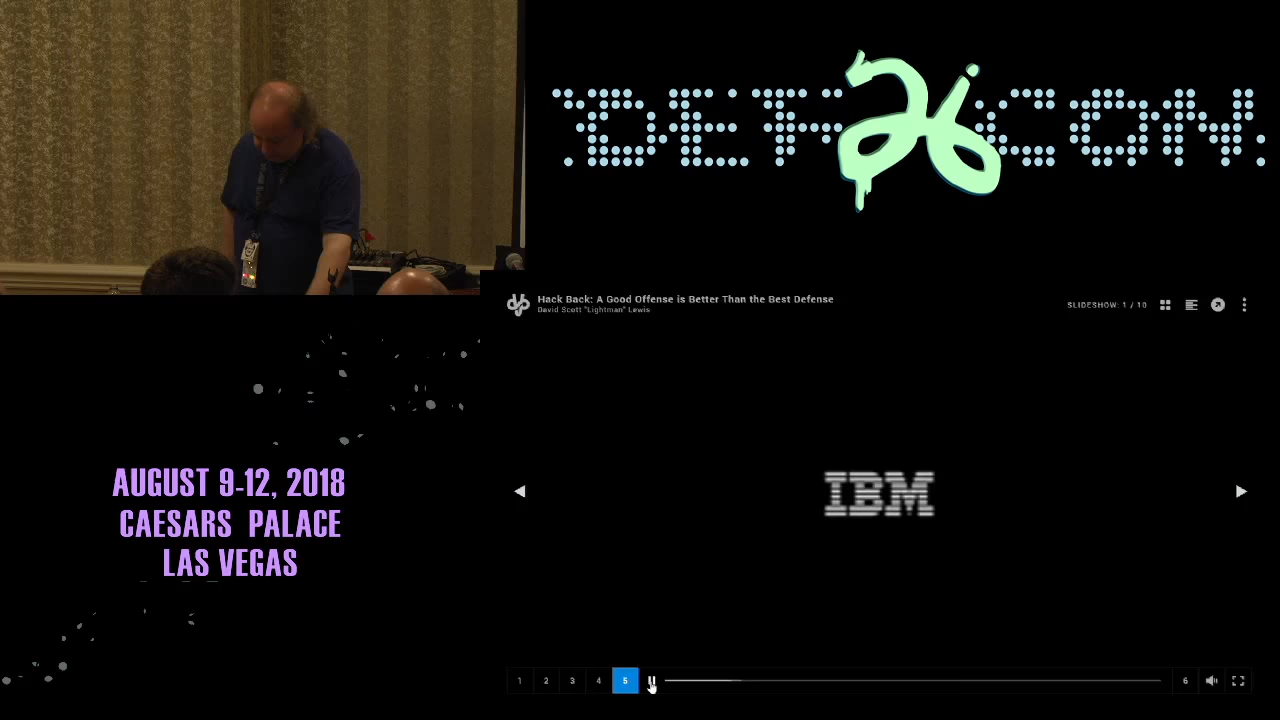 DEF 26 CON
Hack Back: A Good Offense is Better Than the Best Defense
David Scott "Lightman" Lewis
SLIDESHOW: 1 / 10
IBM
AUGUST 9-12, 2018
CAESARS PALACE
LAS VEGAS
1 2 3 4 5 6